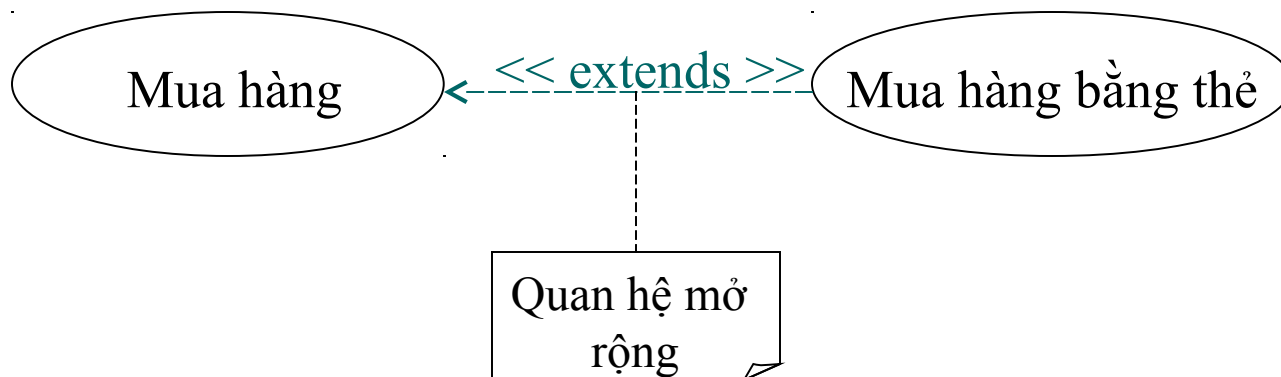 Mua hàng
<< extends >>
Mua hàng bằng thẻ
Quan hệ mở
rộng